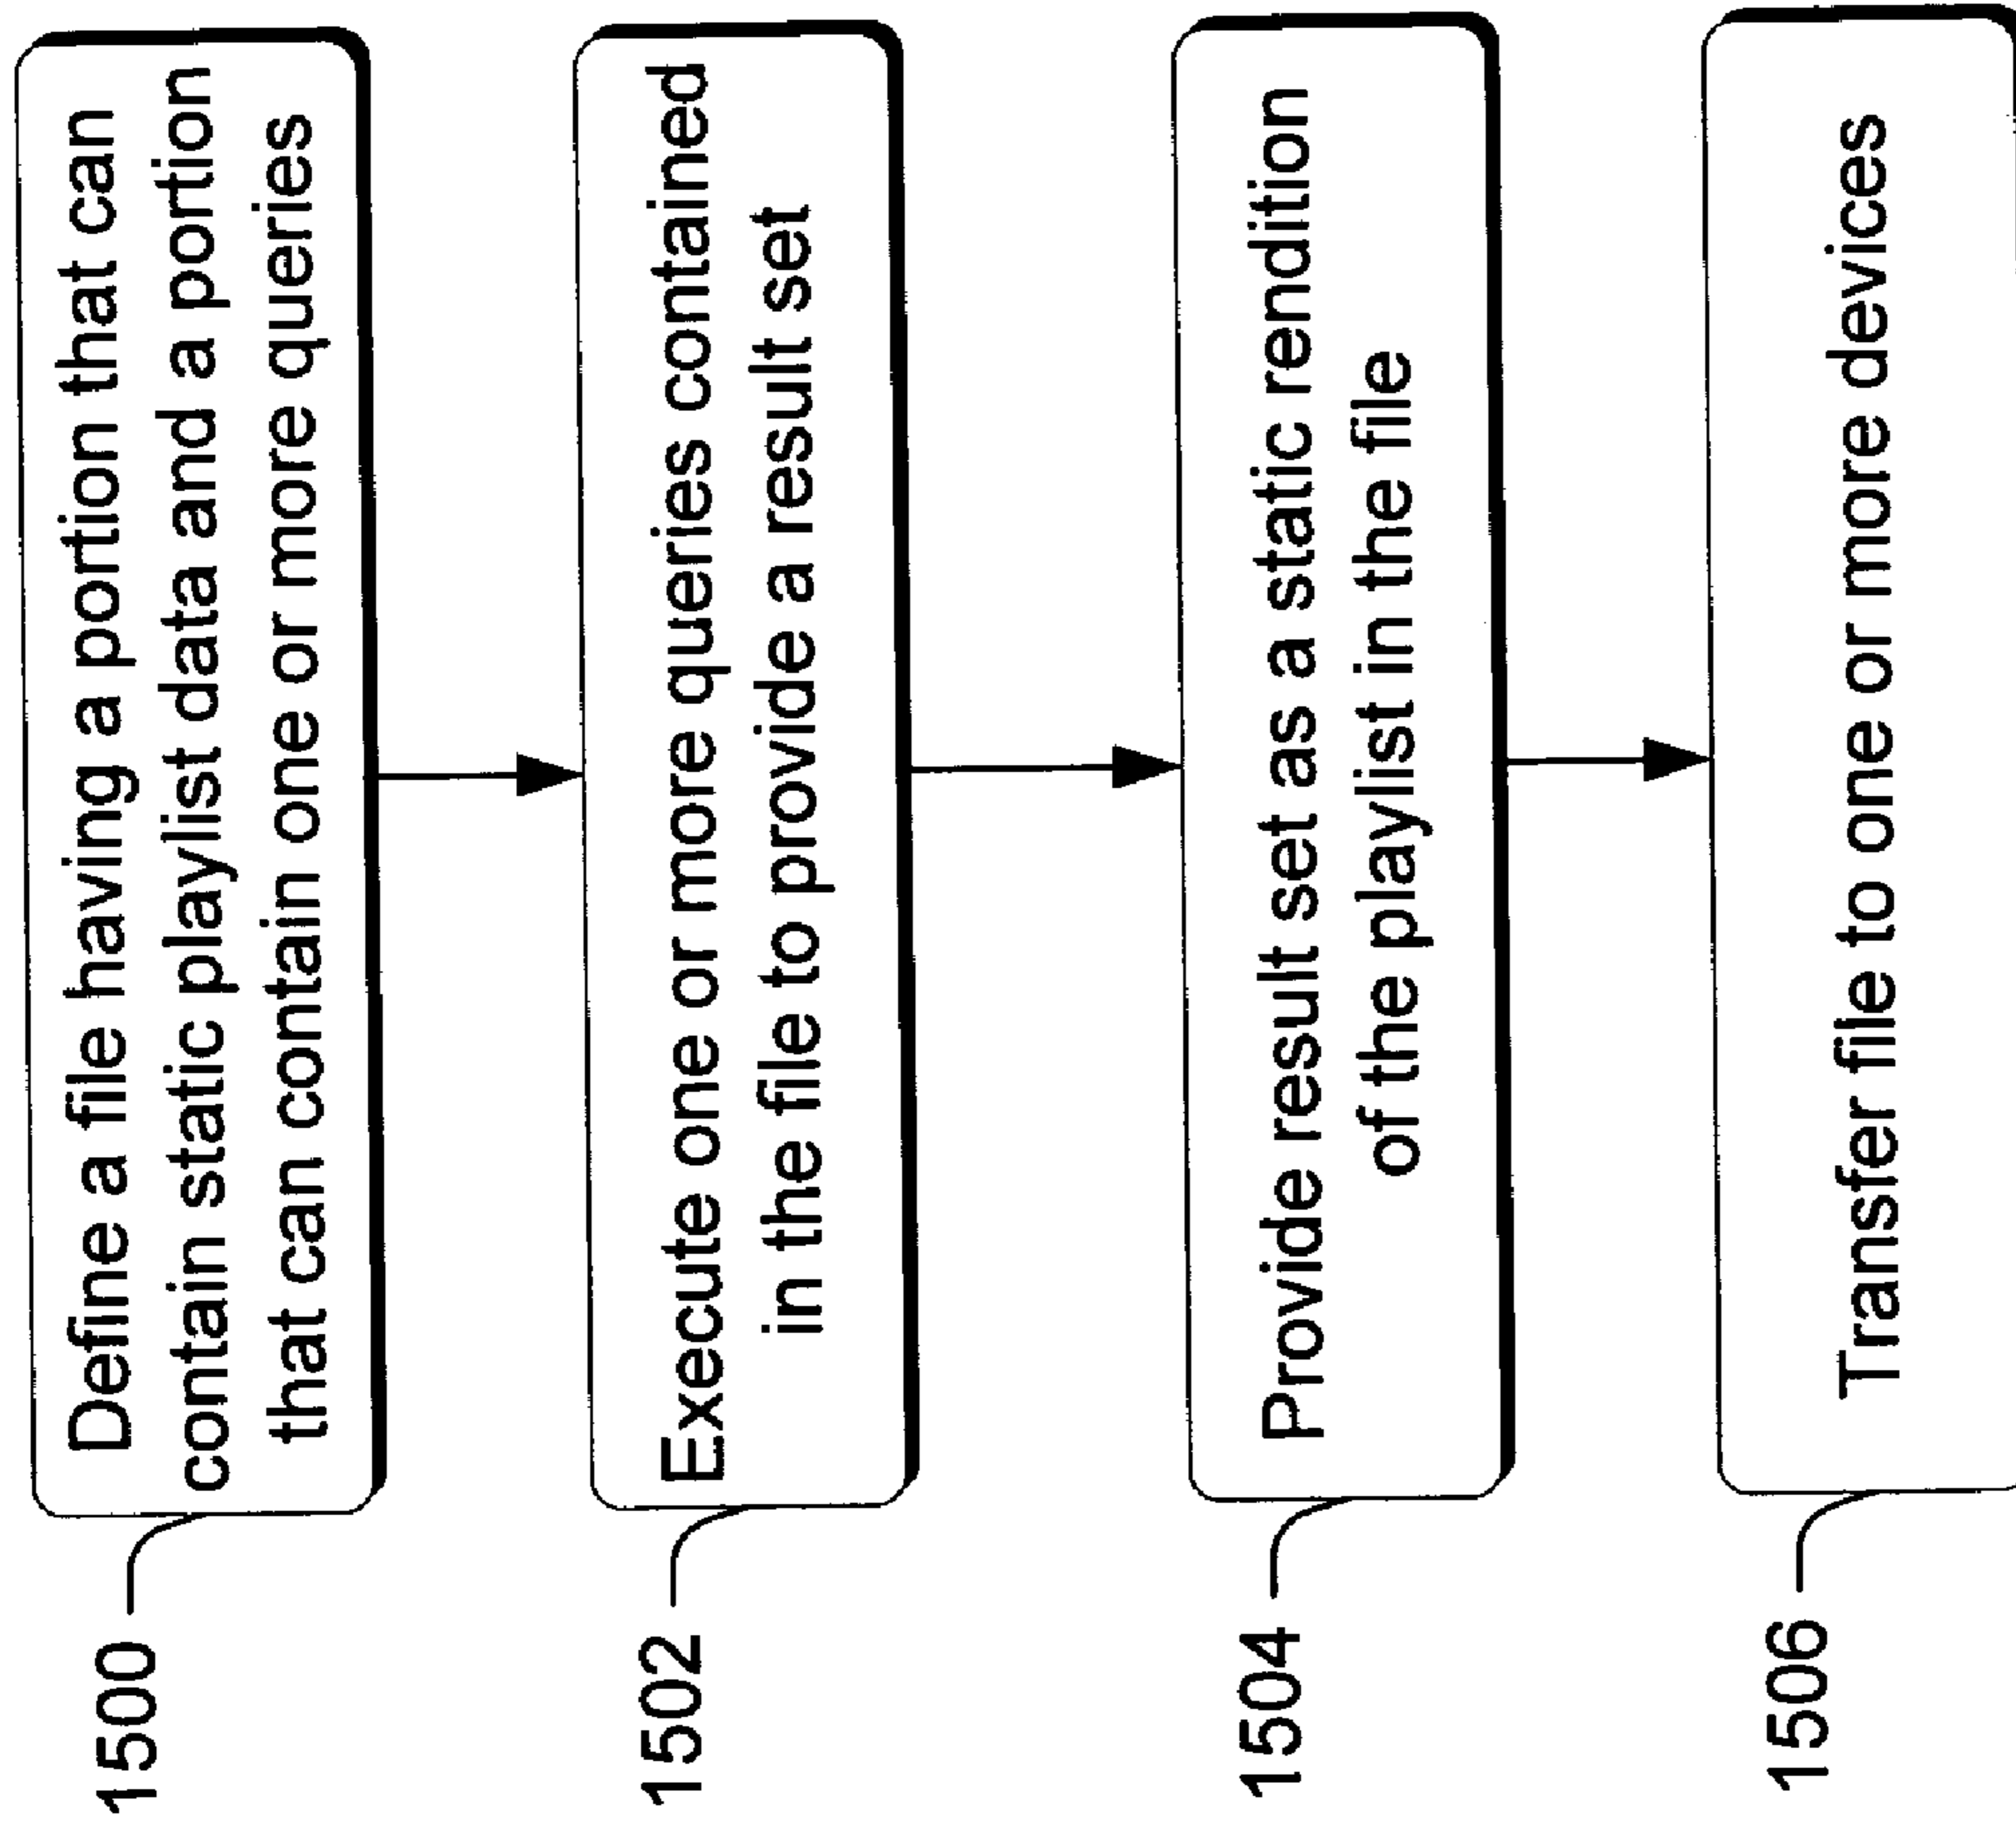 1500
Define a file having a portion that can
contain static playlist data and a portion
that can contain one or more queries
1502
Execute one or more queries contained
in the file to provide a result set
1504
Provide result set as a static rendition
of the playlist in the file
1506
Transfer file to one or more devices